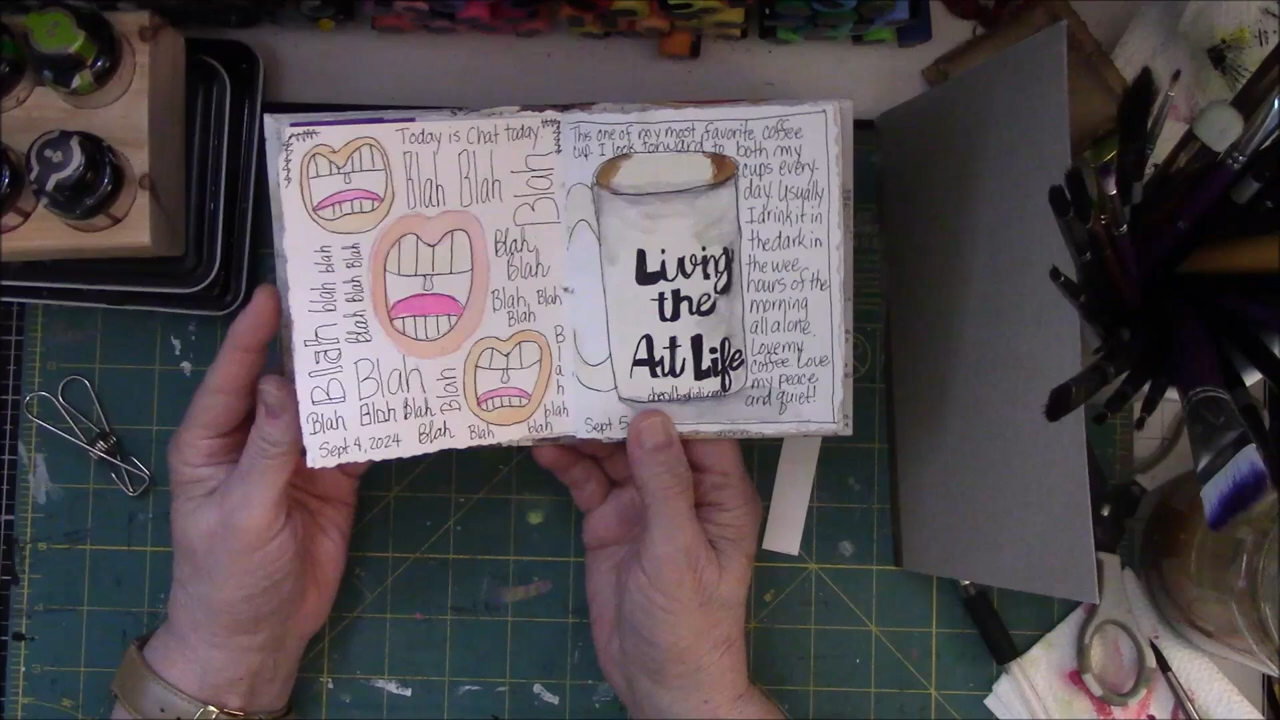 Today is Chat today!
Blah Blah
Blah
Blah
Blah
Blah, Blah
Blah
Blah
blah blah
Blah Blah Blah
Blah
Blah
Blah
Blah
Blah Blah
blah
Blah
Blah
blah
Sept 4, 2024
This one of my most favorite coffee
cup. I look forward to both my
cups every-
day. Usually
I drink it in
the dark in
the wee
hours of the
morning
all alone.
Love my
coffee. Love
my peace
and quiet!
Living
the
Art Life
Sept 5